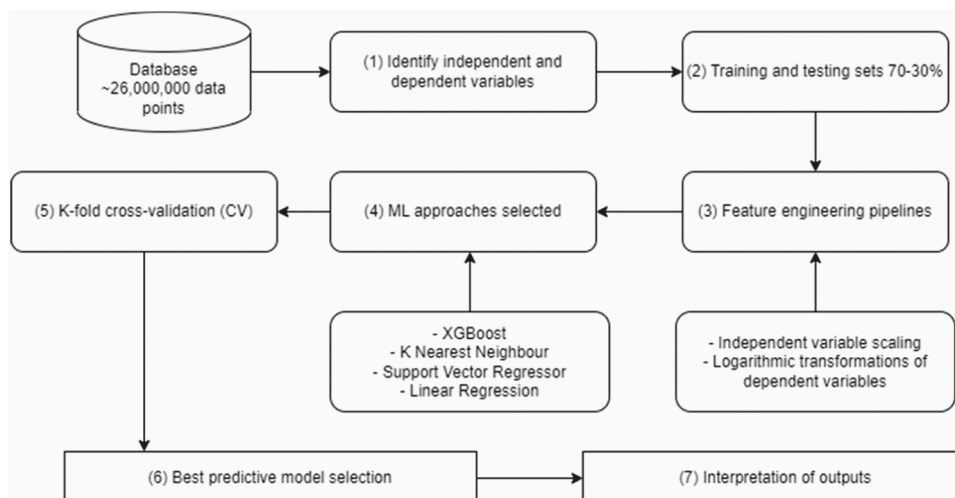 Database
~26,000,000 data
points
(1) Identify independent and
dependent variables
(2) Training and testing sets 70-30%
(3) Feature engineering pipelines
- Independent variable scaling
- Logarithmic transformations of
dependent variables
(4) ML approaches selected
- XGBoost
- K Nearest Neighbour
- Support Vector Regressor
- Linear Regression
(5) K-fold cross-validation (CV)
(6) Best predictive model selection
(7) Interpretation of outputs